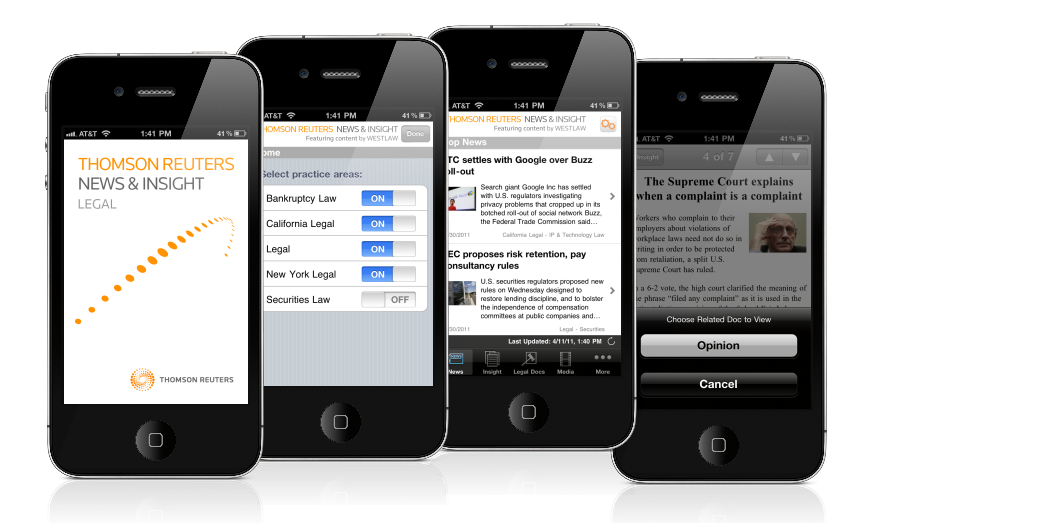 AT&T 1:41 PM 41%
THOMSON REUTERS
NEWS & INSIGHT
LEGAL
THOMSON REUTERS
AT&T 1:41 PM 41%
HOMSON REUTERS NEWS & INSIGHT
Featuring content by WESTLAW
Done
ome
Select practice areas:
Bankruptcy Law ON
California Legal ON
Legal ON
New York Legal ON
Securities Law OFF
AT&T 1:41 PM 41%
HOMSON REUTERS NEWS & INSIGHT
Featuring content by WESTLAW
op News
TC settles with Google over Buzz
oll-out
Search giant Google Inc has settled
with U.S. regulators investigating
privacy problems that cropped up in its
botched roll-out of social network Buzz,
the Federal Trade Commission said...
/30/2011 California Legal - IP & Technology Law
EC proposes risk retention, pay
onsultancy rules
U.S. securities regulators proposed new
rules on Wednesday designed to
restore lending discipline, and to bolster
the independence of compensation
committees at public companies and...
/30/2011 Legal - Securities
Last Updated: 4/11/11, 1:40 PM
News Insight Legal Docs Media More
AT&T 1:41 PM 41%
Insight 4 of 7
The Supreme Court explains
when a complaint is a complaint
Workers who complain to their
mployers about violations of
orkplace laws need not do so in
riting in order to be protected
om retaliation, a split U.S.
upreme Court has ruled.
a 6-2 vote, the high court clarified the meaning of
e phrase "filed any complaint" as it is used in the
Choose Related Doc to View
Opinion
Cancel